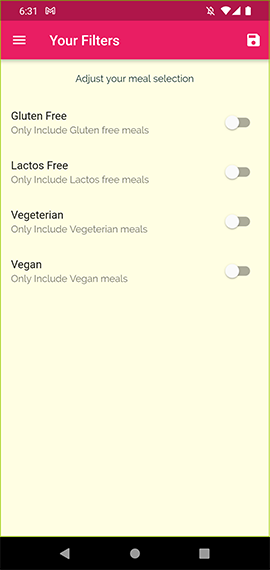 6:31
Your Filters
Adjust your meal selection
Gluten Free
Only Include Gluten free meals
Lactos Free
Only Include Lactos free meals
Vegeterian
Only Include Vegeterian meals
Vegan
Only Include Vegan meals